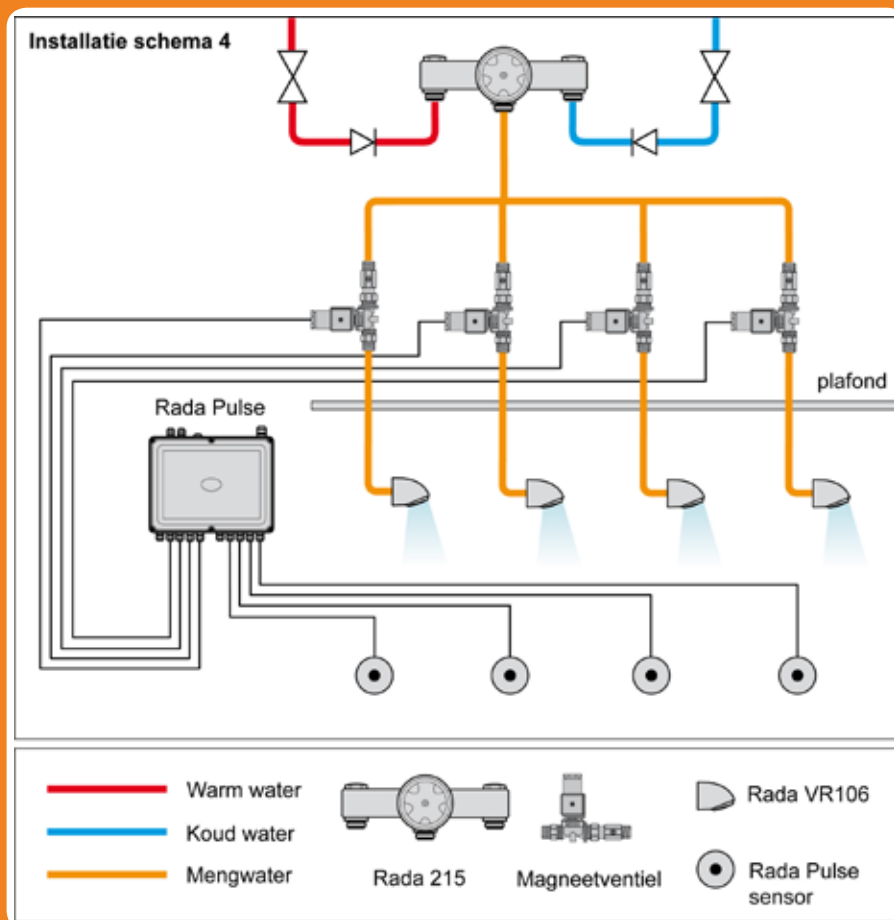 Installatie schema 4
plafond
Rada Pulse
Warm water
Koud water
Mengwater
Rada 215
Magneetventiel
Rada VR106
Rada Pulse
sensor